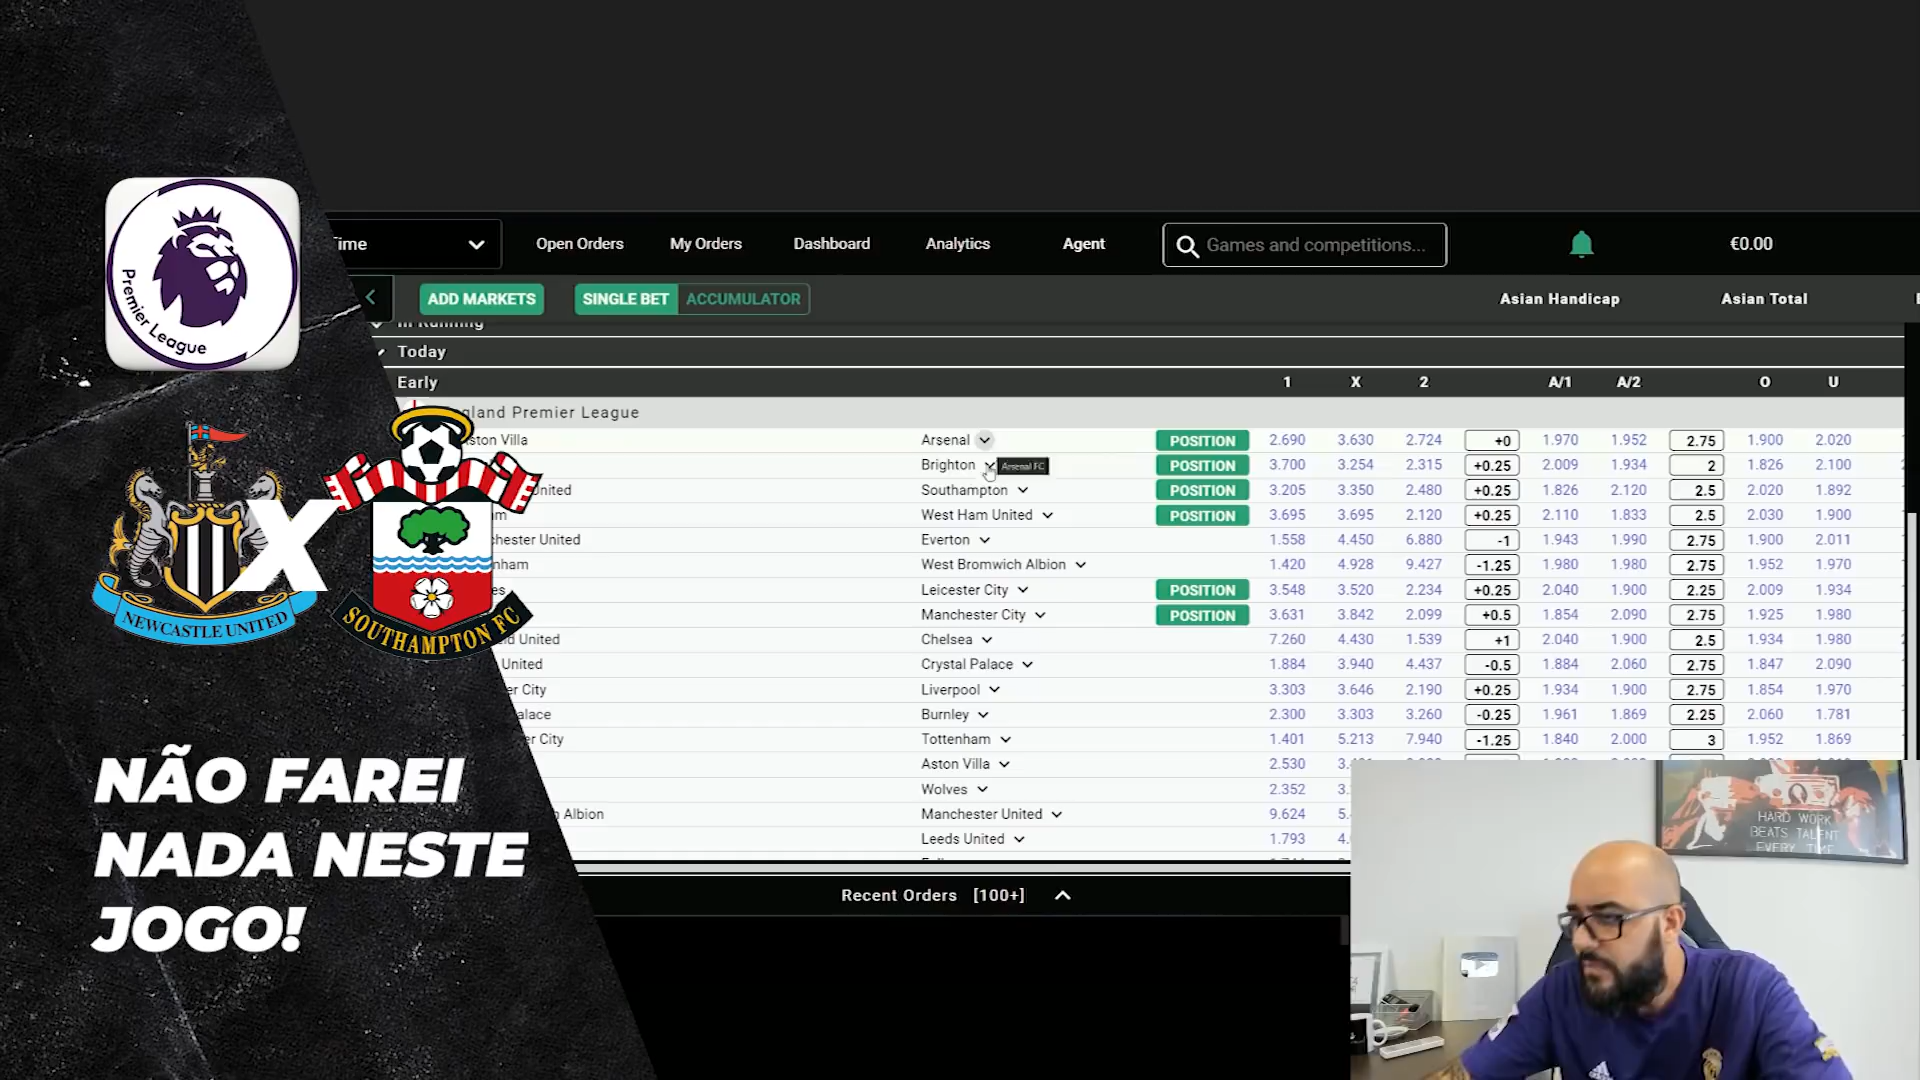 Time
Open Orders
My Orders
Dashboard
Analytics
Agent
Games and competitions...
€0.00
ADD MARKETS
SINGLE BET
ACCUMULATOR
Asian Handicap
Asian Total
In Running
Today
Early 1 X 2 A/1 A/2 O U
Premier League
Aston Villa Arsenal POSITION 2.690 3.630 2.724 +0 1.970 1.952 2.75 1.900 2.020
Brighton Arsenal FC POSITION 3.700 3.254 2.315 +0.25 2.009 1.934 2 1.826 2.100
United Southampton POSITION 3.205 3.350 2.480 +0.25 1.826 2.120 2.5 2.020 1.892
West Ham United POSITION 3.695 3.695 2.120 +0.25 2.110 1.833 2.5 2.030 1.900
chester United Everton 1.558 4.450 6.880 -1 1.943 1.990 2.75 1.900 2.011
nham West Bromwich Albion 1.420 4.928 9.427 -1.25 1.980 1.980 2.75 1.952 1.970
Leicester City POSITION 3.548 3.520 2.234 +0.25 2.040 1.900 2.25 2.009 1.934
Manchester City POSITION 3.631 3.842 2.099 +0.5 1.854 2.090 2.75 1.925 1.980
United Chelsea 7.260 4.430 1.539 +1 2.040 1.900 2.5 1.934 1.980
United Crystal Palace 1.884 3.940 4.437 -0.5 1.884 2.060 2.75 1.847 2.090
er City Liverpool 3.303 3.646 2.190 +0.25 1.934 1.900 2.75 1.854 1.970
alace Burnley 2.300 3.303 3.260 -0.25 1.961 1.869 2.25 2.060 1.781
er City Tottenham 1.401 5.213 7.940 -1.25 1.840 2.000 3 1.952 1.869
Aston Villa 2.530
Wolves 2.352
Albion Manchester United 9.624
Leeds United 1.793
Recent Orders [100+]
Premier League
NEWCASTLE UNITED
X
SOUTHAMPTON FC
NÃO FAREI
NADA NESTE
JOGO!
HARD WORK
BEATS TALENT
EVERY TIME